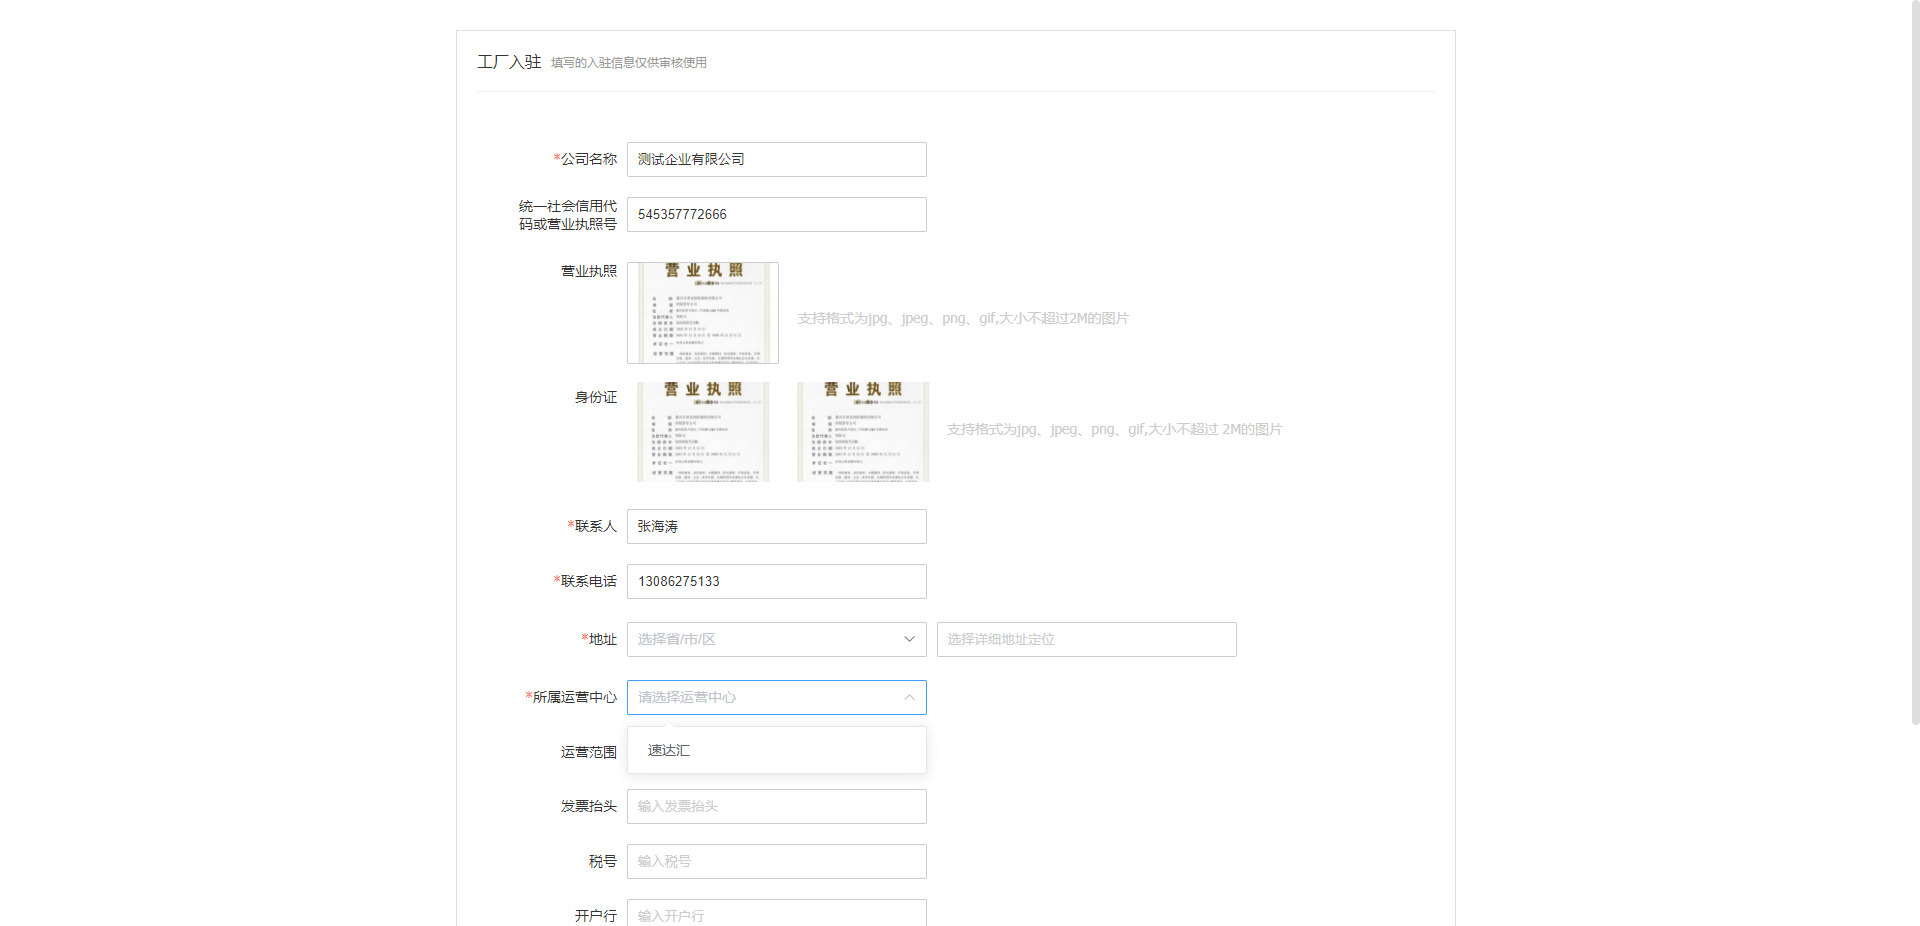 工厂入驻 填写的入驻信息仅供审核使用
*公司名称 测试企业有限公司
统一社会信用代
码或营业执照号 545357772666
营业执照 营业执照
支持格式为jpg、jpeg、png、gif,大小不超过2M的图片
身份证 营业执照 营业执照
支持格式为jpg、jpeg、png、gif,大小不超过 2M的图片
*联系人 张海涛
*联系电话 13086275133
*地址 选择省/市/区 选择详细地址定位
*所属运营中心 请选择运营中心
运营范围 速达汇
发票抬头 输入发票抬头
税号 输入税号
开户行 输入开户行